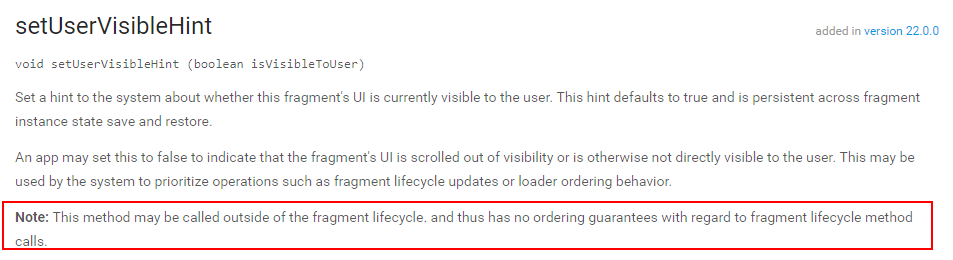 setUserVisibleHint
added in version 22.0.0
void setUserVisibleHint (boolean isVisibleToUser)
Set a hint to the system about whether this fragment's UI is currently visible to the user. This hint defaults to true and is persistent across fragment
instance state save and restore.
An app may set this to false to indicate that the fragment's UI is scrolled out of visibility or is otherwise not directly visible to the user. This may be
used by the system to prioritize operations such as fragment lifecycle updates or loader ordering behavior.
Note: This method may be called outside of the fragment lifecycle. and thus has no ordering guarantees with regard to fragment lifecycle method
calls.